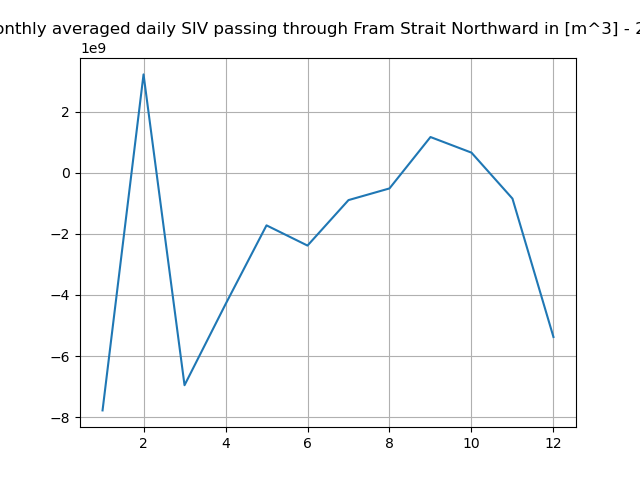 onthly averaged daily SIV passing through Fram Strait Northward in [m^3] - 2
1e9
2
0
−2
−4
−6
−8
2 4 6 8 10 12